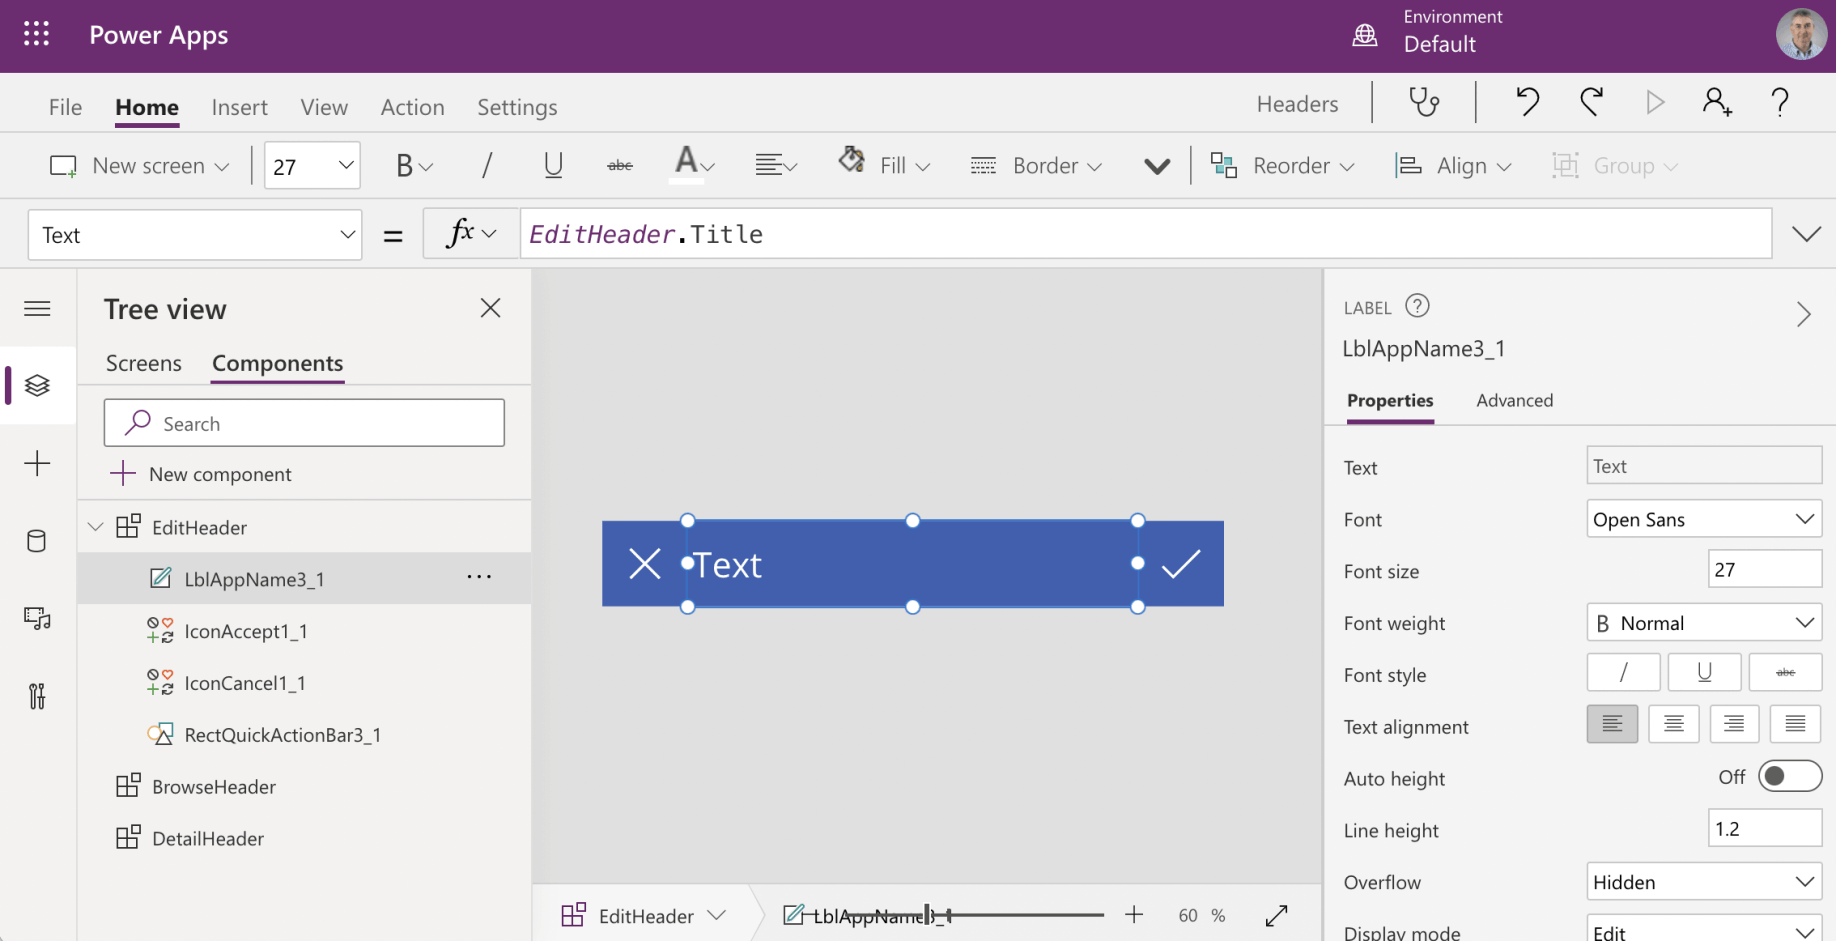 Power Apps
Environment
Default
File Home Insert View Action Settings
Headers
New screen 27 B / U abc A Fill Border Reorder Align Group
Text = fx EditHeader.Title
Tree view
Screens Components
Search
New component
EditHeader
LblAppName3_1
IconAccept1_1
IconCancel1_1
RectQuickActionBar3_1
BrowseHeader
DetailHeader
Text
EditHeader LblAppName3_1 60 %
LABEL
LblAppName3_1
Properties Advanced
Text Text
Font Open Sans
Font size 27
Font weight B Normal
Font style / U abc
Text alignment
Auto height Off
Line height 1.2
Overflow Hidden
Display mode Edit